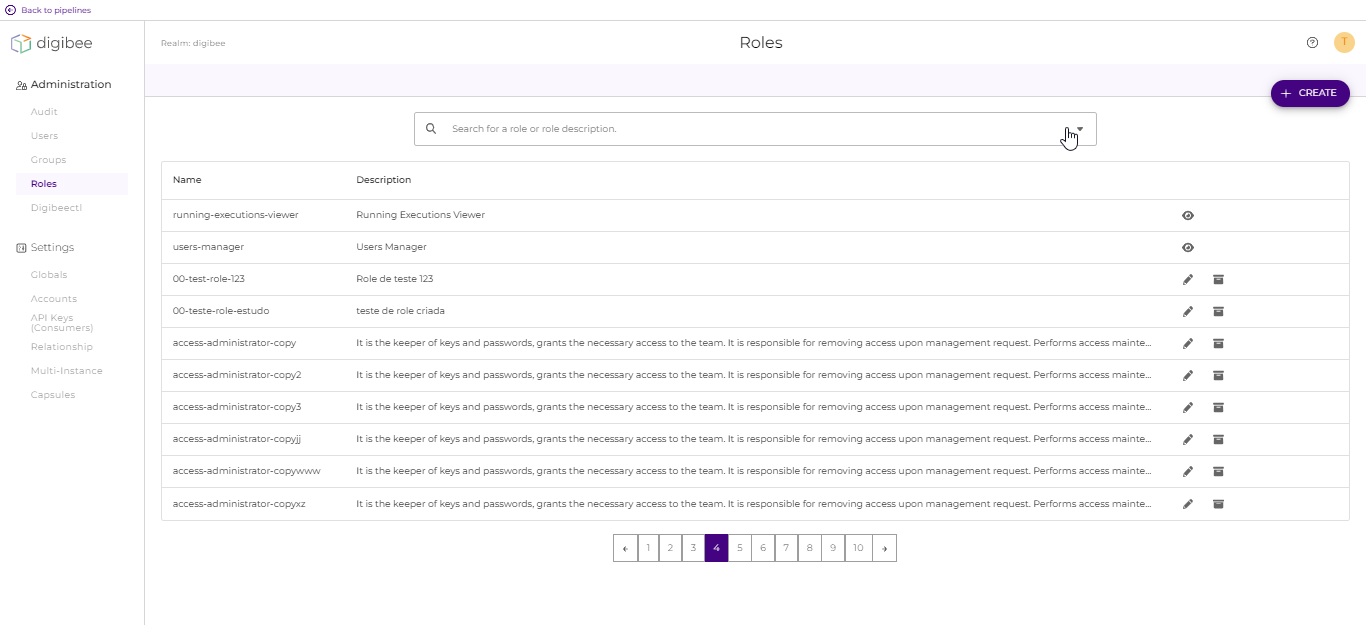 Back to pipelines
digibee
Realm: digibee
Roles
T
Administration
Audit
Users
Groups
Roles
Digibeectl
Settings
Globals
Accounts
API Keys
(Consumers)
Relationship
Multi-Instance
Capsules
+ CREATE
Search for a role or role description.
Name Description
running-executions-viewer Running Executions Viewer
users-manager Users Manager
00-test-role-123 Role de teste 123
00-teste-role-estudo teste de role criada
access-administrator-copy It is the keeper of keys and passwords, grants the necessary access to the team. It is responsible for removing access upon management request. Performs access mainte...
access-administrator-copy2 It is the keeper of keys and passwords, grants the necessary access to the team. It is responsible for removing access upon management request. Performs access mainte...
access-administrator-copy3 It is the keeper of keys and passwords, grants the necessary access to the team. It is responsible for removing access upon management request. Performs access mainte...
access-administrator-copyjj It is the keeper of keys and passwords, grants the necessary access to the team. It is responsible for removing access upon management request. Performs access mainte...
access-administrator-copywww It is the keeper of keys and passwords, grants the necessary access to the team. It is responsible for removing access upon management request. Performs access mainte...
access-administrator-copyxz It is the keeper of keys and passwords, grants the necessary access to the team. It is responsible for removing access upon management request. Performs access mainte...
← 1 2 3 4 5 6 7 8 9 10 →